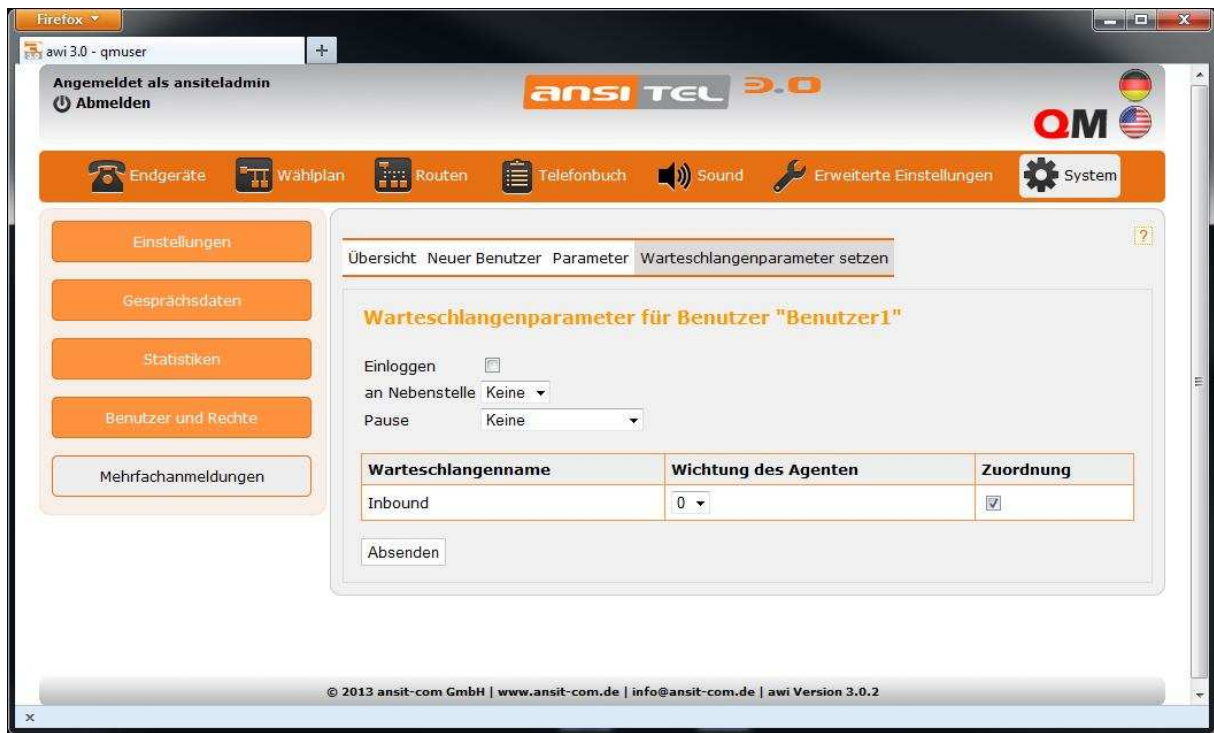 Firefox
awi 3.0 - qmuser
Angemeldet als ansiteladmin
Abmelden
ansi TEL 3.0
QM
Endgeräte Wählplan Routen Telefonbuch Sound Erweiterte Einstellungen System
Einstellungen
Gesprächsdaten
Statistiken
Benutzer und Rechte
Mehrfachanmeldungen
?
Übersicht Neuer Benutzer Parameter Warteschlangenparameter setzen
Warteschlangenparameter für Benutzer "Benutzer1"
Einloggen
an Nebenstelle Keine
Pause Keine
Warteschlangenname Wichtung des Agenten Zuordnung
Inbound 0
Absenden
© 2013 ansit-com GmbH | www.ansit-com.de | info@ansit-com.de | awi Version 3.0.2
x